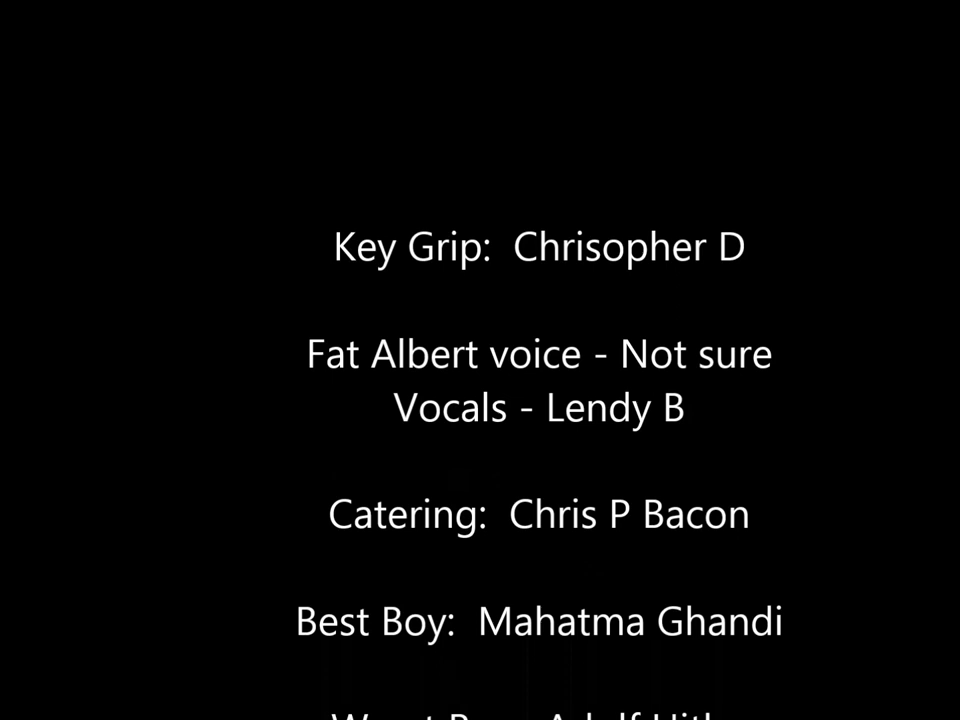 Key Grip:  Chrisopher D
Fat Albert voice - Not sure
Vocals - Lendy B
Catering:  Chris P Bacon
Best Boy:  Mahatma Ghandi